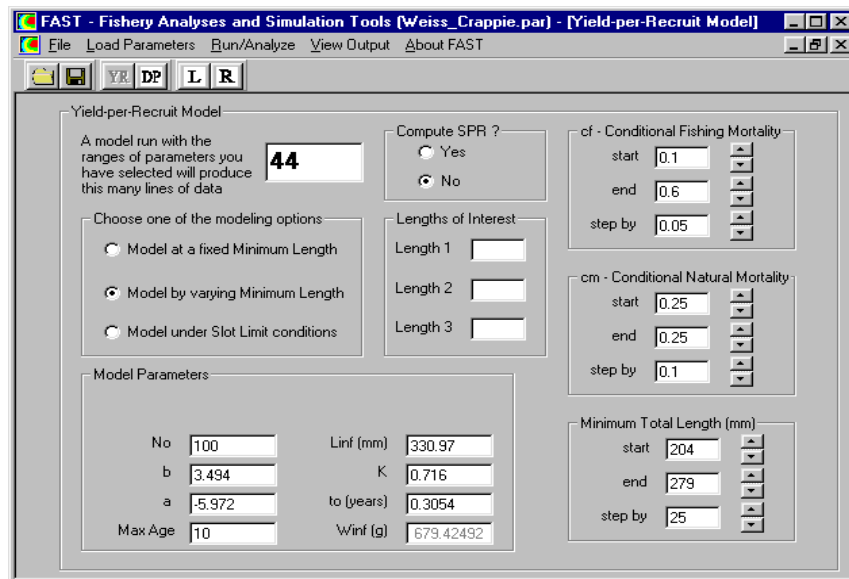 FAST - Fishery Analyses and Simulation Tools (Weiss_Crappie.par) - [Yield-per-Recruit Model]
File Load Parameters Run/Analyze View Output About FAST
YR DP L R
Yield-per-Recruit Model
A model run with the
ranges of parameters you
have selected will produce
this many lines of data
44
Compute SPR ?
Yes
No
cf - Conditional Fishing Mortality
start 0.1
end 0.6
step by 0.05
Choose one of the modeling options
Model at a fixed Minimum Length
Model by varying Minimum Length
Model under Slot Limit conditions
Lengths of Interest
Length 1
Length 2
Length 3
cm - Conditional Natural Mortality
start 0.25
end 0.25
step by 0.1
Model Parameters
No 100 Linf (mm) 330.97
b 3.494 K 0.716
a -5.972 to (years) 0.3054
Max Age 10 Winf (g) 679.42492
Minimum Total Length (mm)
start 204
end 279
step by 25